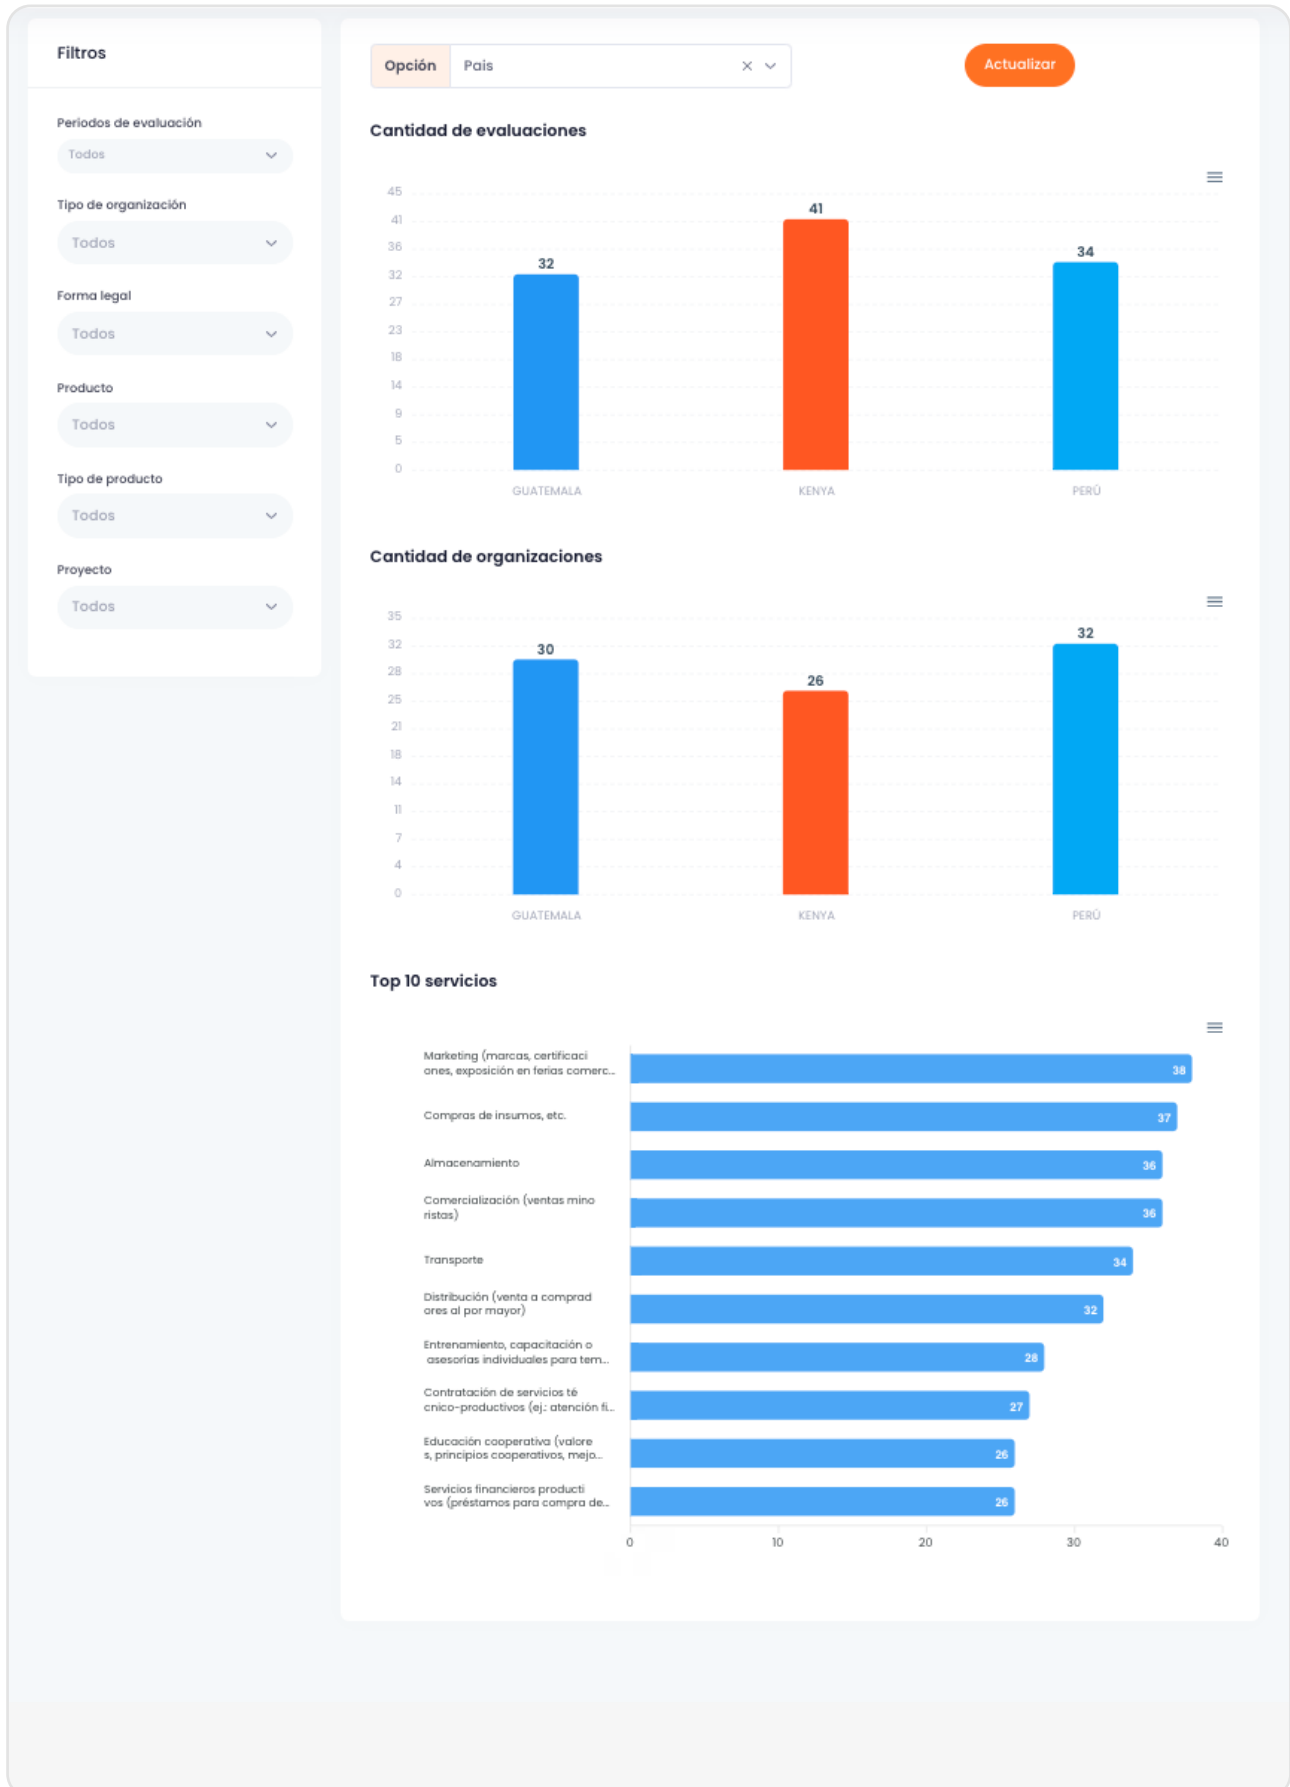 Filtros
Periodos de evaluación
Todos
Tipo de organización
Todos
Forma legal
Todos
Producto
Todos
Tipo de producto
Todos
Proyecto
Todos
Opción País
Actualizar
Cantidad de evaluaciones
45
41
36
32
27
23
18
14
9
5
0
32
41
34
GUATEMALA
KENYA
PERÚ
Cantidad de organizaciones
35
32
28
25
21
18
14
11
7
4
0
30
26
32
GUATEMALA
KENYA
PERÚ
Top 10 servicios
Marketing (marcas, certificaci
ones, exposición en ferias comerc...
38
Compras de insumos, etc.
37
Almacenamiento
36
Comercialización (ventas mino
ristas)
36
Transporte
34
Distribución (venta a comprad
ores al por mayor)
32
Entrenamiento, capacitación o
asesorías individuales para tem...
28
Contratación de servicios té
cnico-productivos (ej.: atención fi...
27
Educación cooperativa (valore
s, principios cooperativos, mejo...
26
Servicios financieros producti
vos (préstamos para compra de...
26
0
10
20
30
40